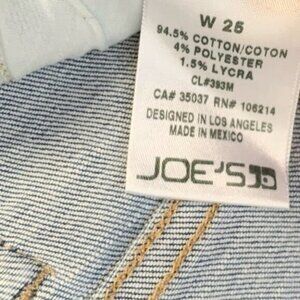 W 25
94.5% COTTON/COTON
4% POLYESTER
1.5% LYCRA
CL#393M
CA# 35037 RN# 106214
DESIGNED IN LOS ANGELES
MADE IN MEXICO
JOE'S